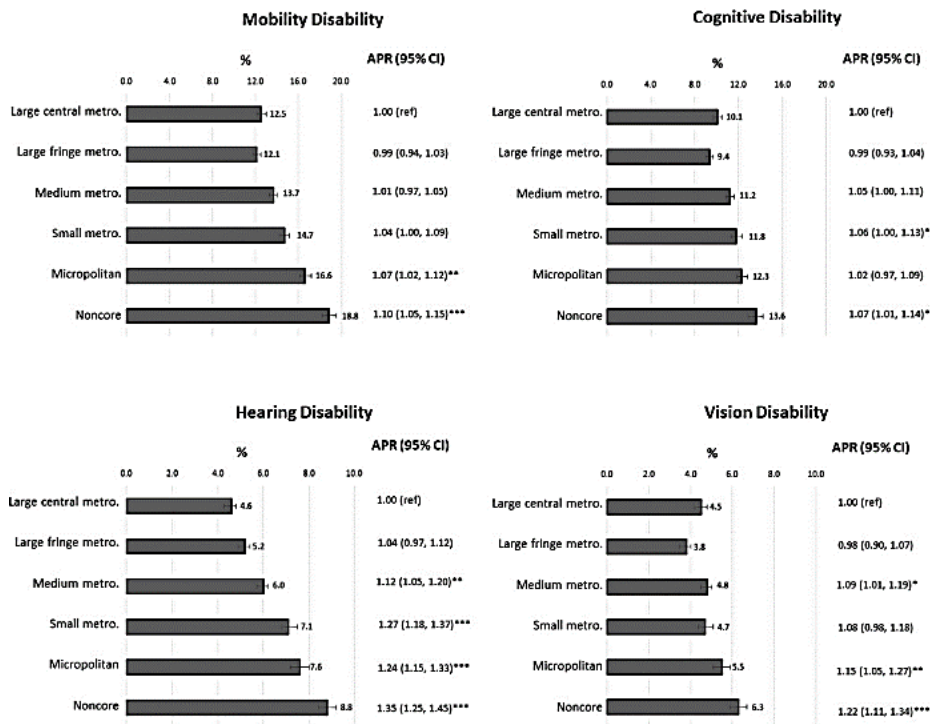 Mobility Disability
% APR (95% CI)
0.0 4.0 8.0 12.0 16.0 20.0
Large central metro. 12.5 1.00 (ref)
Large fringe metro. 12.1 0.99 (0.94, 1.03)
Medium metro. 13.7 1.01 (0.97, 1.05)
Small metro. 14.7 1.04 (1.00, 1.09)
Micropolitan 16.6 1.07 (1.02, 1.12)**
Noncore 18.8 1.10 (1.05, 1.15)***
Cognitive Disability
% APR (95% CI)
0.0 4.0 8.0 12.0 16.0 20.0
Large central metro. 10.1 1.00 (ref)
Large fringe metro. 9.4 0.99 (0.93, 1.04)
Medium metro. 11.2 1.05 (1.00, 1.11)
Small metro. 11.8 1.06 (1.00, 1.13)*
Micropolitan 12.3 1.02 (0.97, 1.09)
Noncore 13.6 1.07 (1.01, 1.14)*
Hearing Disability
% APR (95% CI)
0.0 2.0 4.0 6.0 8.0 10.0
Large central metro. 4.6 1.00 (ref)
Large fringe metro. 5.2 1.04 (0.97, 1.12)
Medium metro. 6.0 1.12 (1.05, 1.20)**
Small metro. 7.1 1.27 (1.18, 1.37)***
Micropolitan 7.6 1.24 (1.15, 1.33)***
Noncore 8.8 1.35 (1.25, 1.45)***
Vision Disability
% APR (95% CI)
0.0 2.0 4.0 6.0 8.0 10.0
Large central metro. 4.5 1.00 (ref)
Large fringe metro. 3.8 0.98 (0.90, 1.07)
Medium metro. 4.8 1.09 (1.01, 1.19)*
Small metro. 4.7 1.08 (0.98, 1.18)
Micropolitan 5.5 1.15 (1.05, 1.27)**
Noncore 6.3 1.22 (1.11, 1.34)***